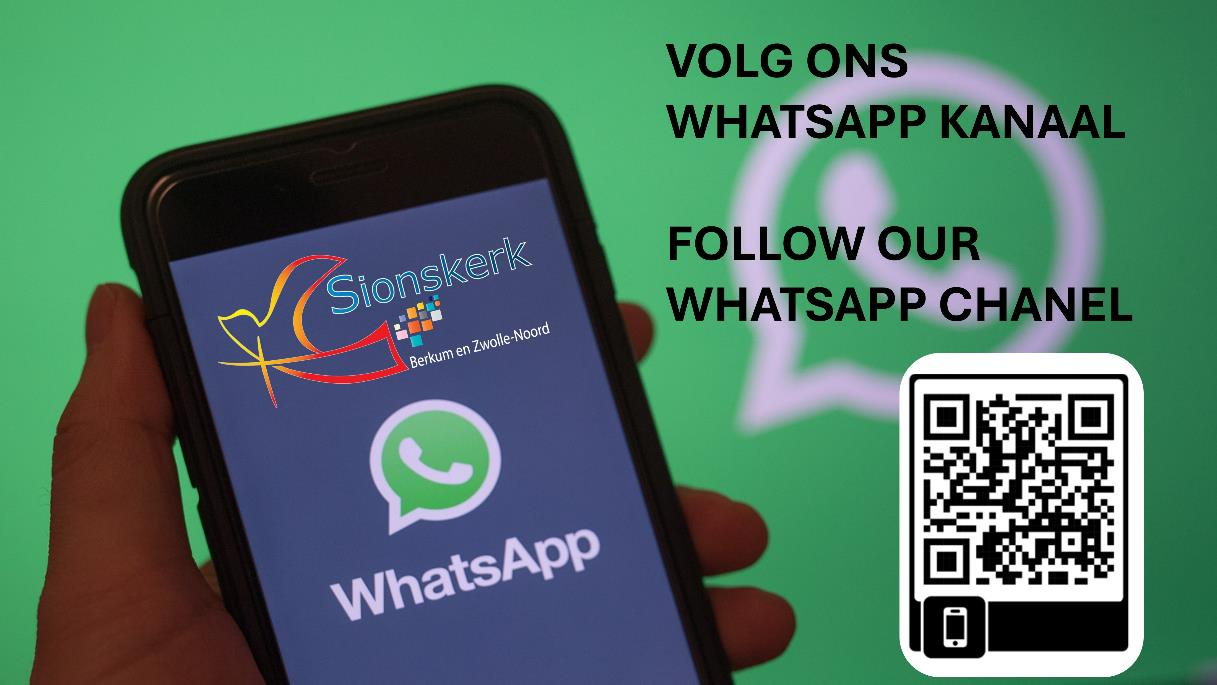 VOLG ONS
WHATSAPP KANAAL
FOLLOW OUR
WHATSAPP CHANEL
Sionskerk
Berkum en Zwolle-Noord
WhatsApp